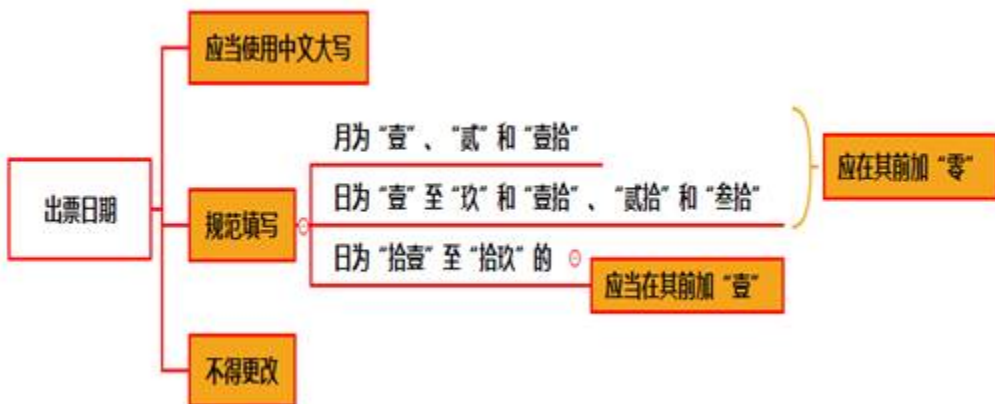 应当使用中文大写
月为“壹”、“贰”和“壹拾”
应在其前加“零”
出票日期
规范填写
日为“壹”至“玖”和“壹拾”、“贰拾”和“叁拾”
日为“拾壹”至“拾玖”的
应当在其前加“壹”
不得更改